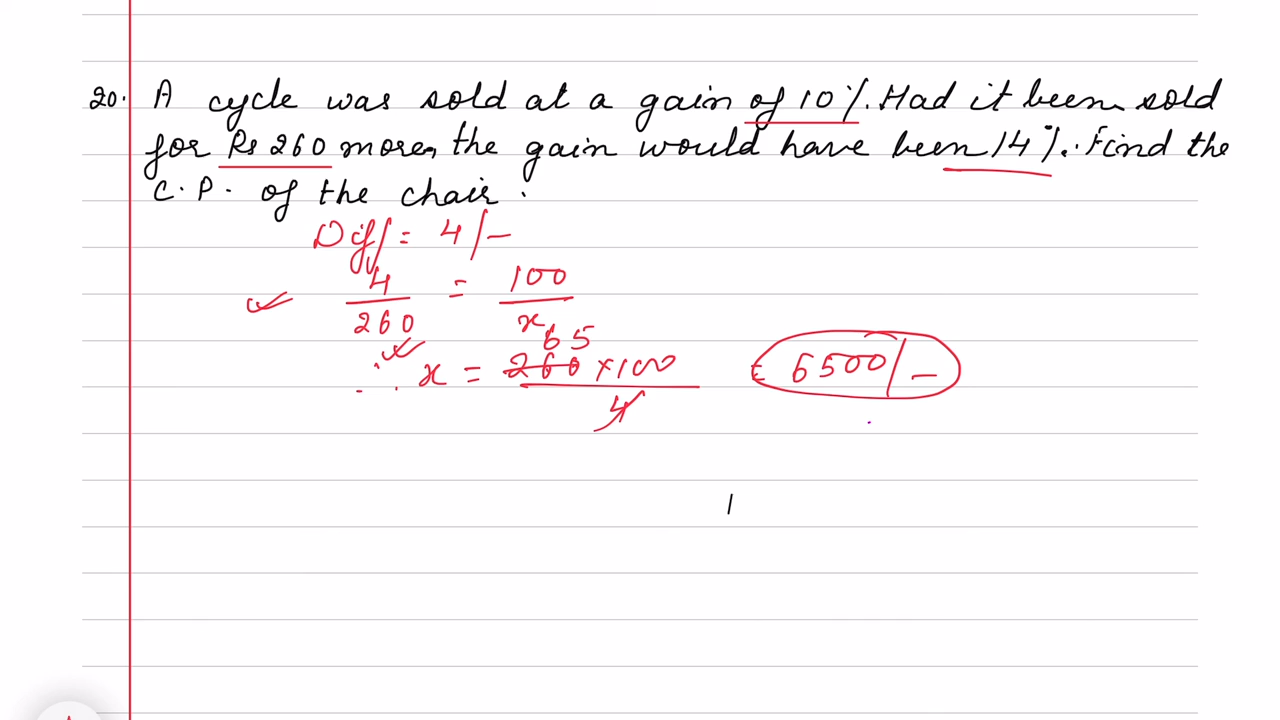 20. A cycle was sold at a gain of 10%. Had it been sold
for Rs 260 more, the gain would have been 14%. Find the
C.P. of the chair.
Diff = 4/-
4/260 = 100/x
65
∴ x = 260 × 100 / 4 = 6500/-